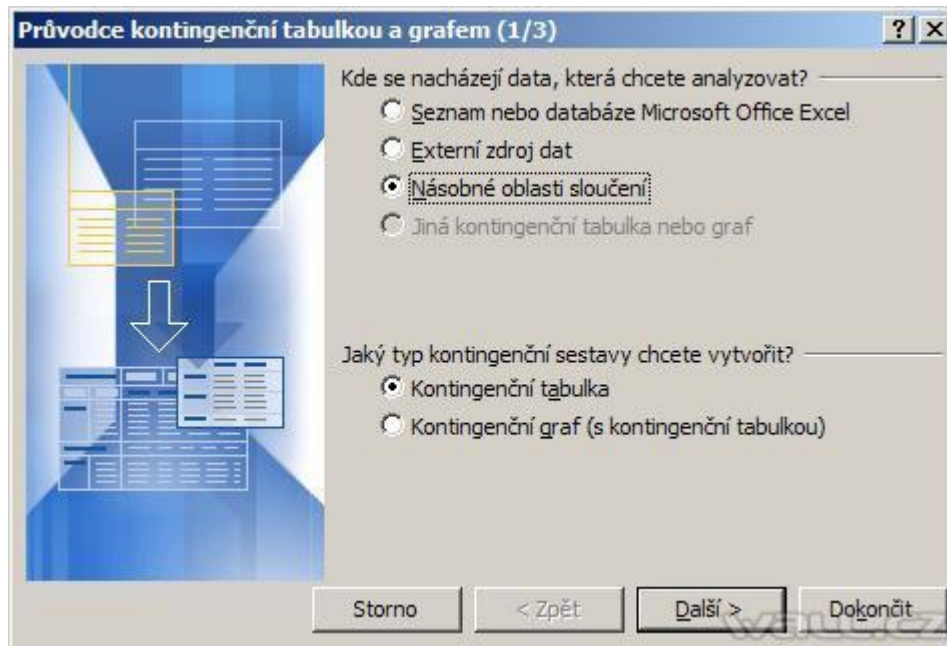 Průvodce kontingenční tabulkou a grafem (1/3)
Kde se nacházejí data, která chcete analyzovat?
Seznam nebo databáze Microsoft Office Excel
Externí zdroj dat
Násobné oblasti sloučení
Jiná kontingenční tabulka nebo graf
Jaký typ kontingenční sestavy chcete vytvořit?
Kontingenční tabulka
Kontingenční graf (s kontingenční tabulkou)
Storno
< Zpět
Další >
Dokončit
wall.cz